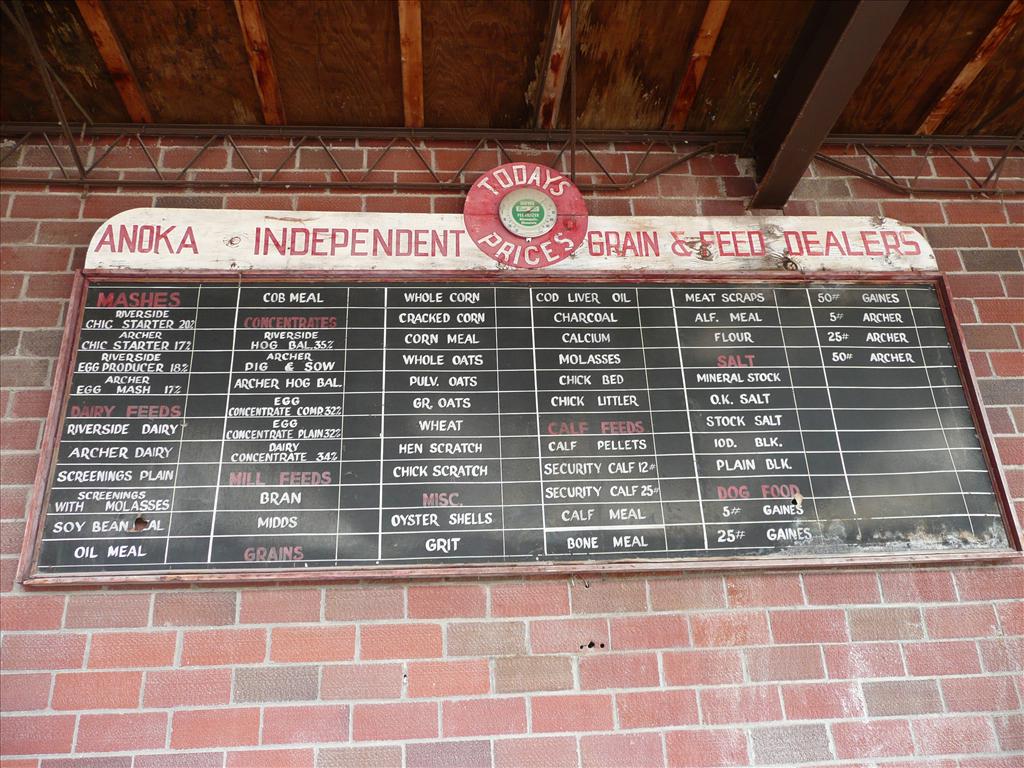 TODAYS
PRICES
ANOKA INDEPENDENT GRAIN & FEED DEALERS
MASHES
RIVERSIDE
CHIC STARTER 20%
ARCHER
CHIC STARTER 17%
RIVERSIDE
EGG PRODUCER 18%
ARCHER
EGG MASH 17%
DAIRY FEEDS
RIVERSIDE DAIRY
ARCHER DAIRY
SCREENINGS PLAIN
SCREENINGS
WITH MOLASSES
SOY BEAN
OIL MEAL
COB MEAL
CONCENTRATES
RIVERSIDE
HOG BAL. 35%
ARCHER
PIG & SOW
ARCHER HOG BAL.
EGG
CONCENTRATE COMP. 32%
EGG
CONCENTRATE PLAIN 32%
DAIRY
CONCENTRATE 34%
MILL FEEDS
BRAN
MIDDS
GRAINS
WHOLE CORN
CRACKED CORN
CORN MEAL
WHOLE OATS
PULV. OATS
GR. OATS
WHEAT
HEN SCRATCH
CHICK SCRATCH
MISC.
OYSTER SHELLS
GRIT
COD LIVER OIL
CHARCOAL
CALCIUM
MOLASSES
CHICK BED
CHICK LITTLER
CALF FEEDS
CALF PELLETS
SECURITY CALF 12#
SECURITY CALF 25#
CALF MEAL
BONE MEAL
MEAT SCRAPS
ALF. MEAL
FLOUR
SALT
MINERAL STOCK
O.K. SALT
STOCK SALT
IOD. BLK.
PLAIN BLK.
DOG FOOD
5# GAINES
25# GAINES
50# GAINES
5# ARCHER
25# ARCHER
50# ARCHER